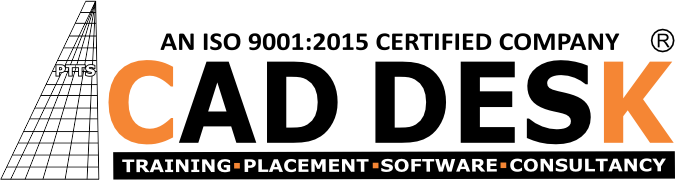 AN ISO 9001:2015 CERTIFIED COMPANY ®
PTTS
CAD DESK
TRAINING▪PLACEMENT▪SOFTWARE▪CONSULTANCY